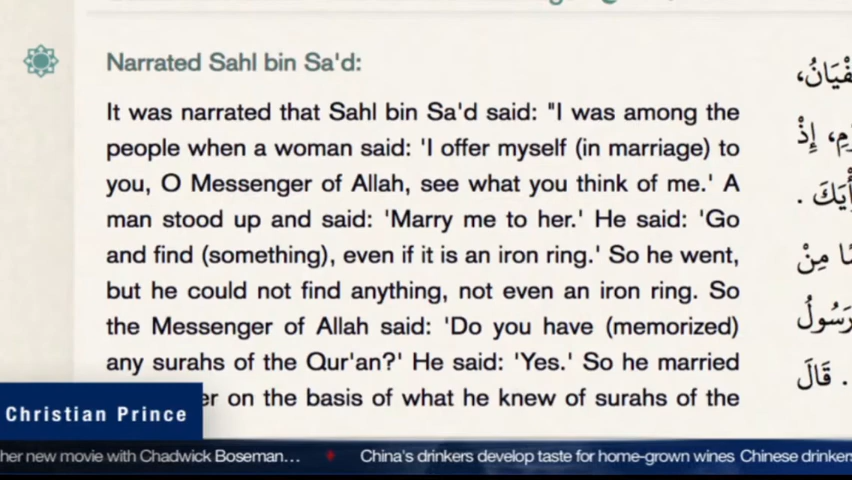 Narrated Sahl bin Sa'd:
It was narrated that Sahl bin Sa'd said: "I was among the
people when a woman said: 'I offer myself (in marriage) to
you, O Messenger of Allah, see what you think of me.' A
man stood up and said: 'Marry me to her.' He said: 'Go
and find (something), even if it is an iron ring.' So he went,
but he could not find anything, not even an iron ring. So
the Messenger of Allah said: 'Do you have (memorized)
any surahs of the Qur'an?' He said: 'Yes.' So he married
on the basis of what he knew of surahs of the
إِذْ
رَأْيَكَ .
مِنْ
رَسُولُ
. قَالَ
Christian Prince
her new movie with Chadwick Boseman... China's drinkers develop taste for home-grown wines Chinese drinkers